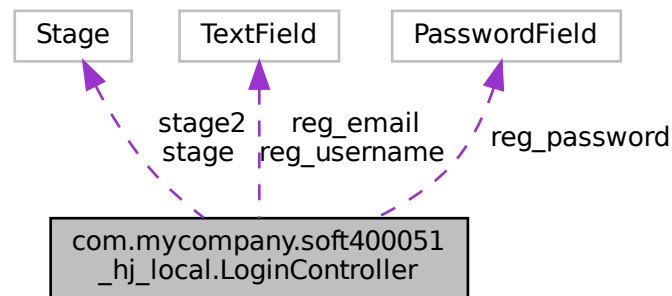 Stage
TextField
PasswordField
stage2
stage
reg_email
reg_username
reg_password
com.mycompany.soft400051
_hj_local.LoginController